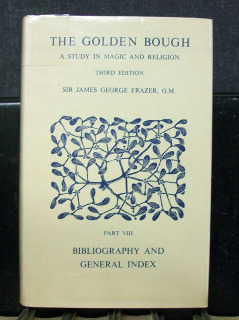 THE GOLDEN BOUGH
A STUDY IN MAGIC AND RELIGION
THIRD EDITION
SIR JAMES GEORGE FRAZER, O.M.
PART VIII
BIBLIOGRAPHY AND
GENERAL INDEX